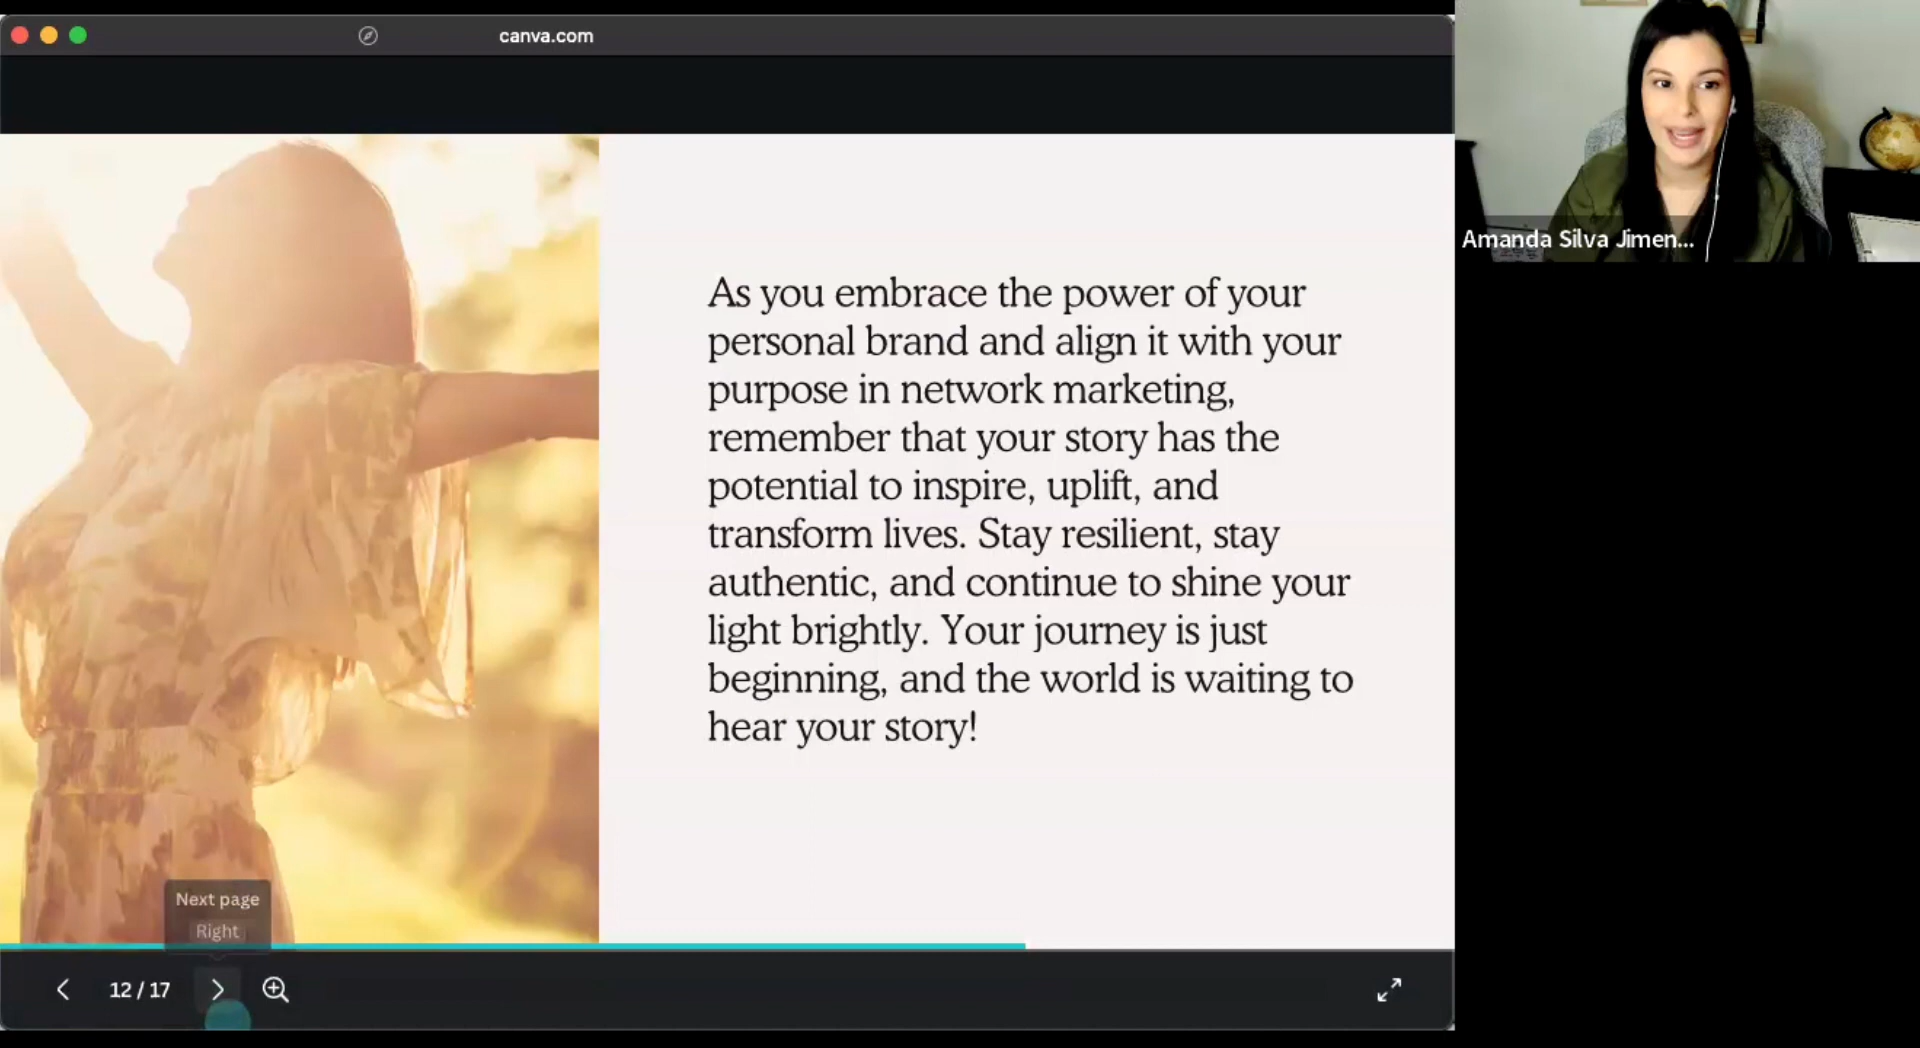 canva.com
Amanda Silva Jimen...
As you embrace the power of your
personal brand and align it with your
purpose in network marketing,
remember that your story has the
potential to inspire, uplift, and
transform lives. Stay resilient, stay
authentic, and continue to shine your
light brightly. Your journey is just
beginning, and the world is waiting to
hear your story!
Next page
Right
12 / 17